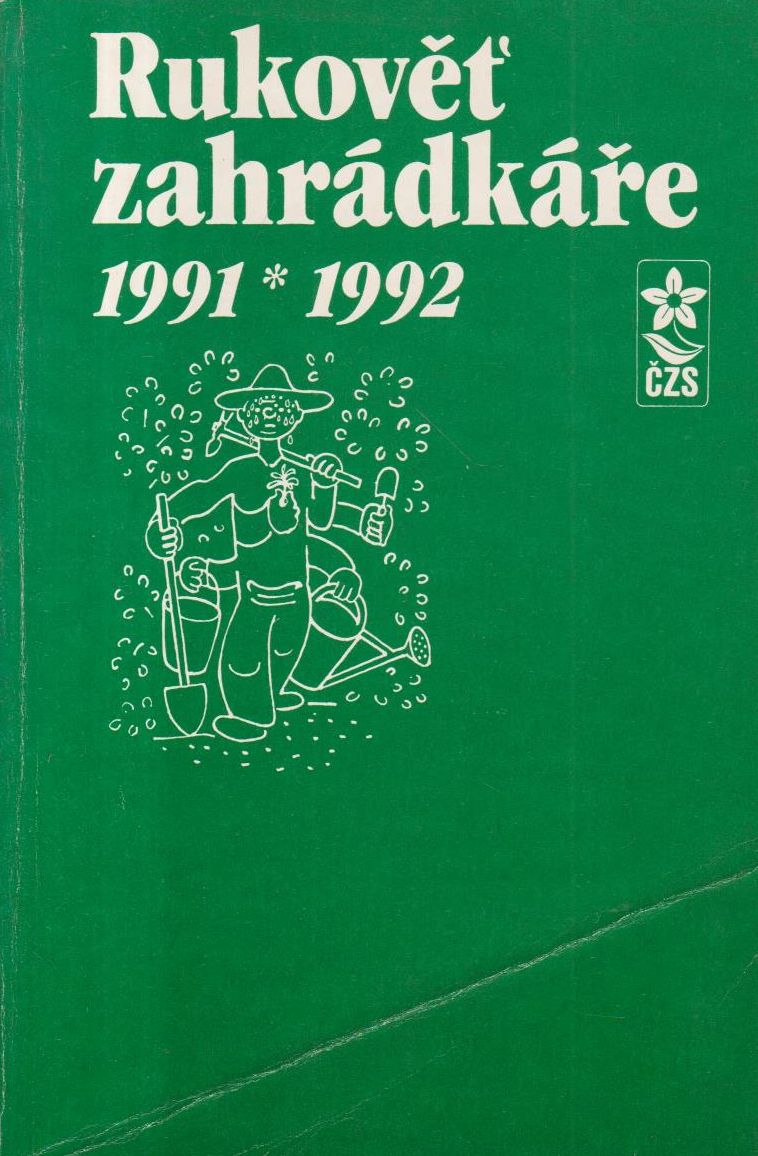 Rukověť
zahrádkáře
1991 * 1992
ČZS